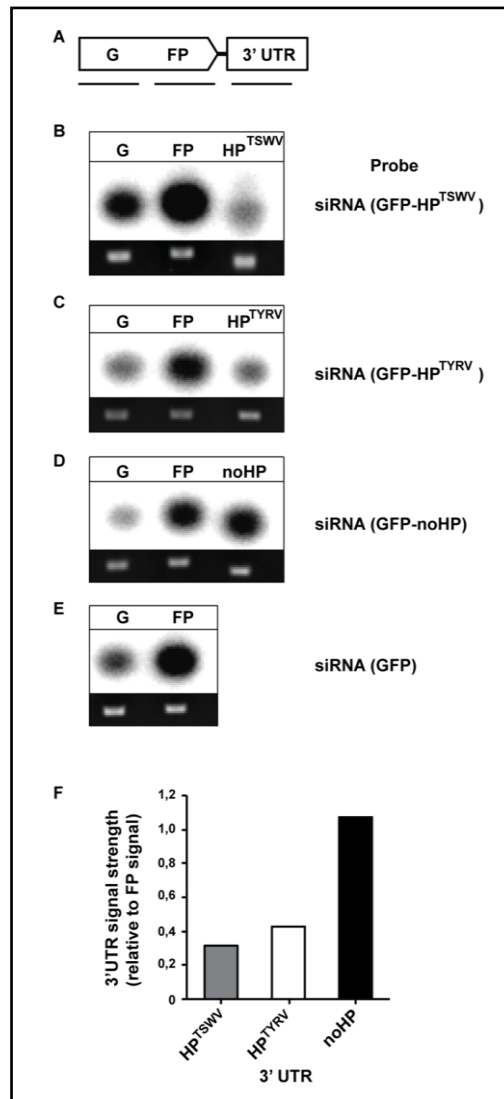 A
G FP 3' UTR
B
G FP HP^TSWV
Probe
siRNA (GFP-HP^TSWV )
C
G FP HP^TYRV
siRNA (GFP-HP^TYRV )
D
G FP noHP
siRNA (GFP-noHP)
E
G FP
siRNA (GFP)
F
3'UTR signal strength
(relative to FP signal)
1,2
1,0
0,8
0,6
0,4
0,2
0
HP^TSWV
HP^TYRV
noHP
3' UTR